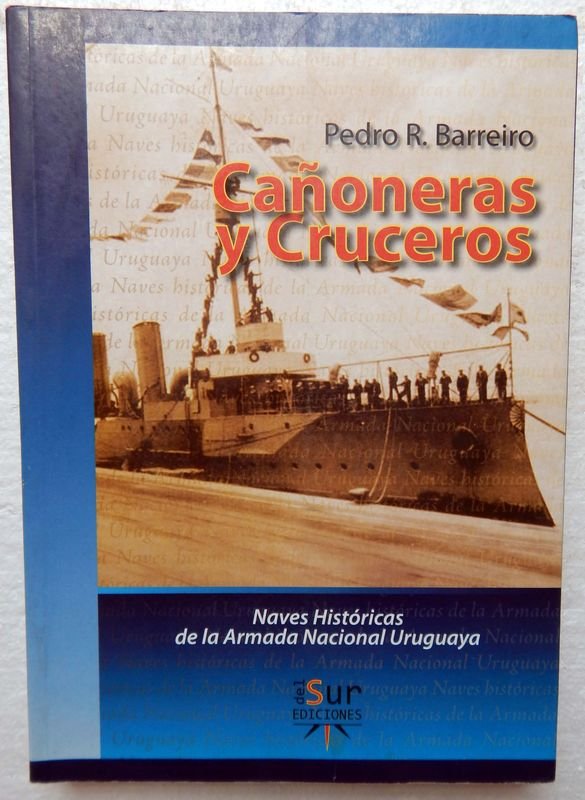 Pedro R. Barreiro
Cañoneras
y Cruceros
Naves Históricas
de la Armada Nacional Uruguaya
del
Sur
EDICIONES